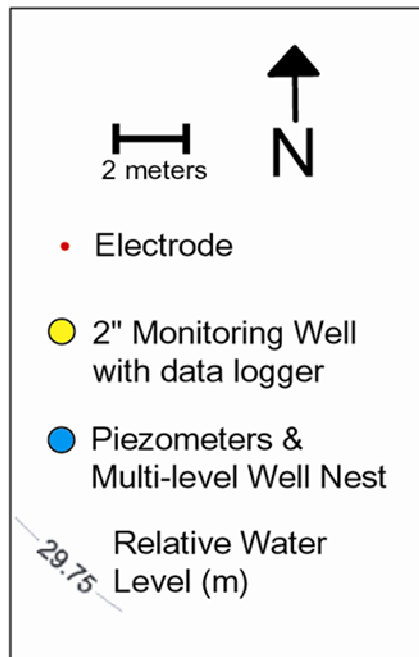 N
2 meters
Electrode
2" Monitoring Well
with data logger
Piezometers &
Multi-level Well Nest
29.75
Relative Water
Level (m)